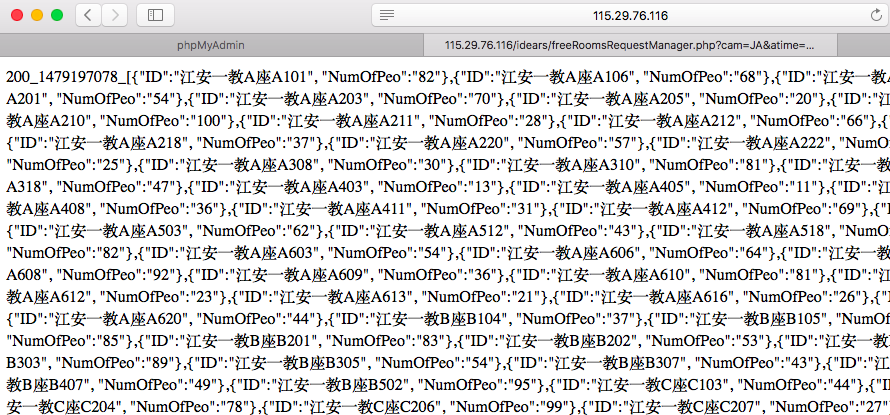 115.29.76.116
phpMyAdmin
115.29.76.116/idears/freeRoomsRequestManager.php?cam=JA&atime=...
200_1479197078_[{"ID":"江安一教A座A101", "NumOfPeo":"82"},{"ID":"江安一教A座A106", "NumOfPeo":"68"},{"ID":"江
A201", "NumOfPeo":"54"},{"ID":"江安一教A座A203", "NumOfPeo":"70"},{"ID":"江安一教A座A205", "NumOfPeo":"20"},{"ID":"江
教A座A210", "NumOfPeo":"100"},{"ID":"江安一教A座A211", "NumOfPeo":"28"},{"ID":"江安一教A座A212", "NumOfPeo":"66"},
{"ID":"江安一教A座A218", "NumOfPeo":"37"},{"ID":"江安一教A座A220", "NumOfPeo":"57"},{"ID":"江安一教A座A222", "NumOfPeo
"NumOfPeo":"25"},{"ID":"江安一教A座A308", "NumOfPeo":"30"},{"ID":"江安一教A座A310", "NumOfPeo":"81"},{"ID":"江安一
A318", "NumOfPeo":"47"},{"ID":"江安一教A座A403", "NumOfPeo":"13"},{"ID":"江安一教A座A405", "NumOfPeo":"11"},{"ID":"江
教A座A408", "NumOfPeo":"36"},{"ID":"江安一教A座A411", "NumOfPeo":"31"},{"ID":"江安一教A座A412", "NumOfPeo":"69"},{"I
{"ID":"江安一教A座A503", "NumOfPeo":"62"},{"ID":"江安一教A座A512", "NumOfPeo":"43"},{"ID":"江安一教A座A518", "NumOfPeo
"NumOfPeo":"82"},{"ID":"江安一教A座A603", "NumOfPeo":"54"},{"ID":"江安一教A座A606", "NumOfPeo":"64"},{"ID":"江安一
A608", "NumOfPeo":"92"},{"ID":"江安一教A座A609", "NumOfPeo":"36"},{"ID":"江安一教A座A610", "NumOfPeo":"81"},{"ID":"江
教A座A612", "NumOfPeo":"23"},{"ID":"江安一教A座A613", "NumOfPeo":"21"},{"ID":"江安一教A座A616", "NumOfPeo":"26"},{"I
{"ID":"江安一教A座A620", "NumOfPeo":"44"},{"ID":"江安一教B座B104", "NumOfPeo":"37"},{"ID":"江安一教B座B105", "NumOfPeo
"NumOfPeo":"85"},{"ID":"江安一教B座B201", "NumOfPeo":"83"},{"ID":"江安一教B座B202", "NumOfPeo":"53"},{"ID":"江安一
B303", "NumOfPeo":"89"},{"ID":"江安一教B座B305", "NumOfPeo":"54"},{"ID":"江安一教B座B307", "NumOfPeo":"43"},{"ID":"江
教B座B407", "NumOfPeo":"49"},{"ID":"江安一教B座B502", "NumOfPeo":"95"},{"ID":"江安一教C座C103", "NumOfPeo":"44"},{"I
安一教C座C204", "NumOfPeo":"78"},{"ID":"江安一教C座C206", "NumOfPeo":"99"},{"ID":"江安一教C座C207", "NumOfPeo":"27"